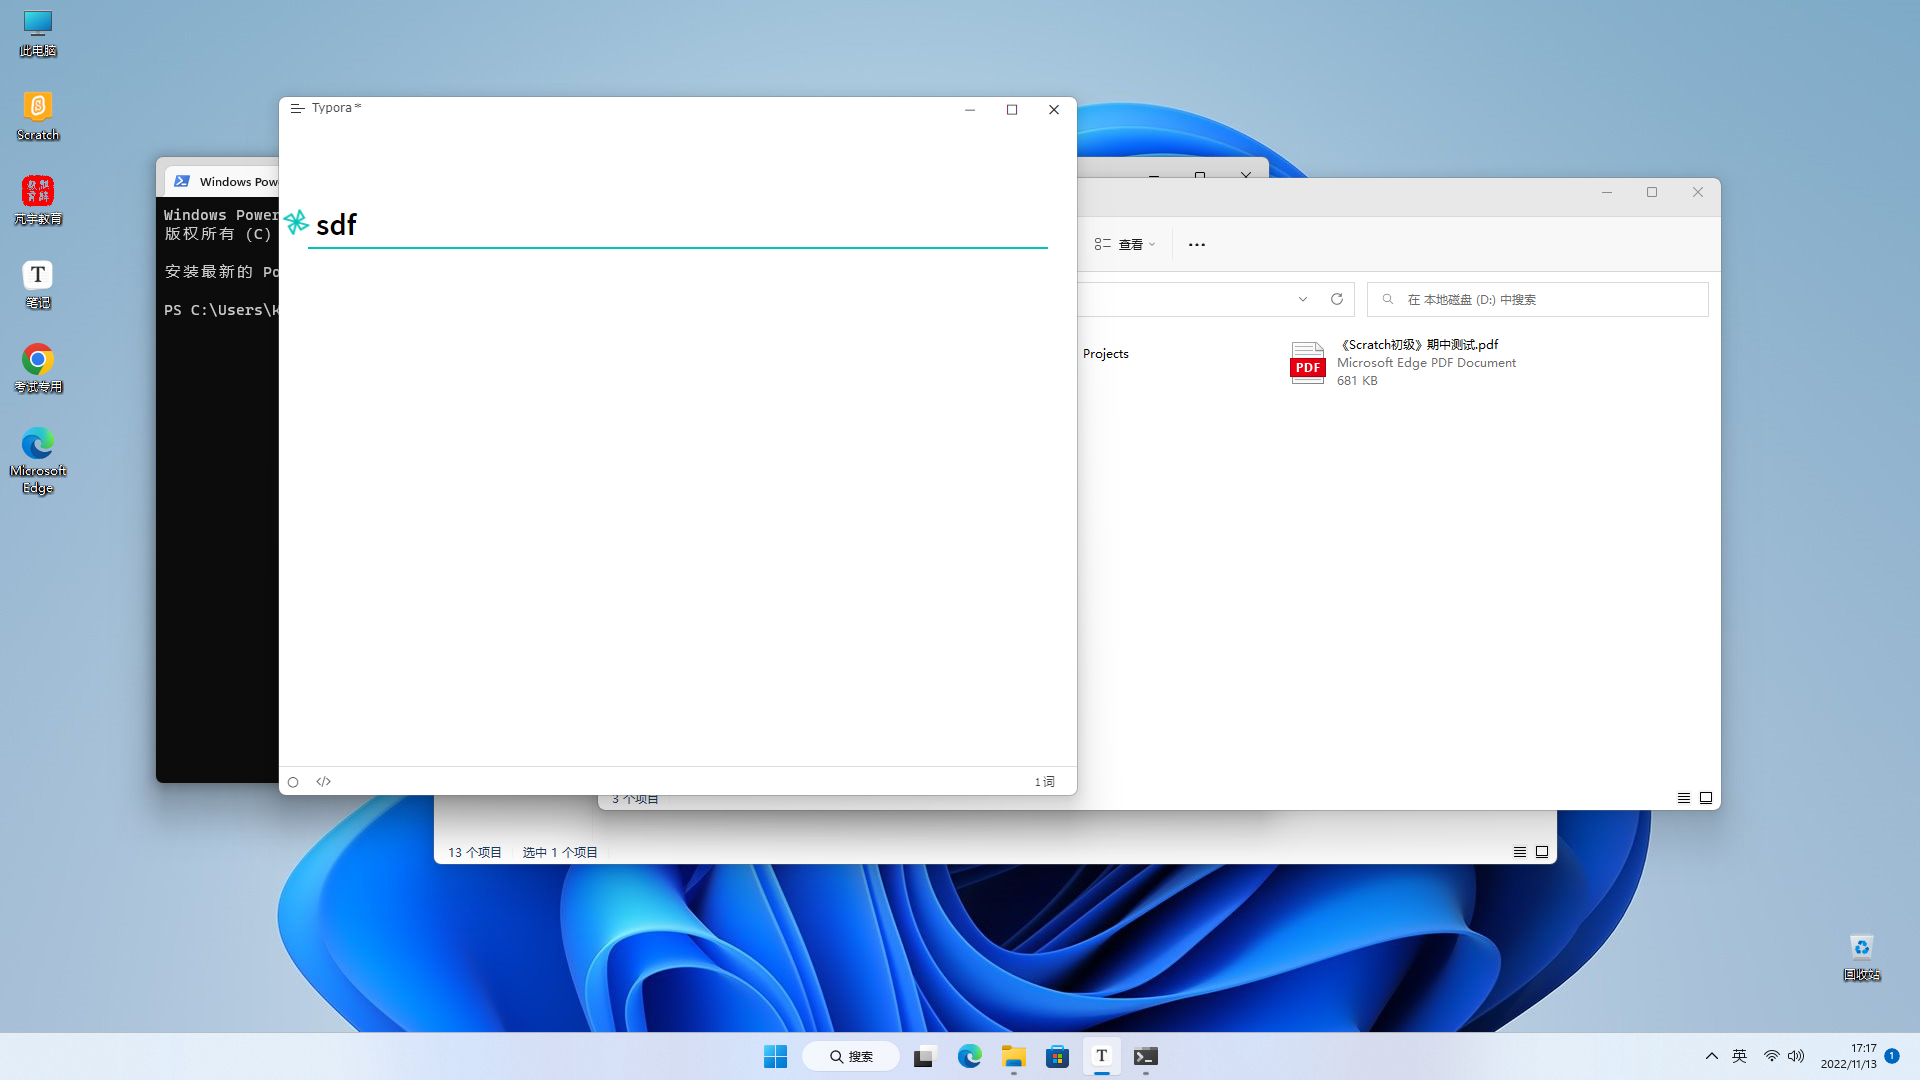 此电脑
Scratch
笔记
考试专用
Microsoft
Edge
回收站
Windows Pow
Windows Power
版权所有 (C)
安装最新的 Po
PS C:\Users\K
Typora*
sdf
</>
1 词
查看
在 本地磁盘 (D:) 中搜索
Projects
《Scratch初级》期中测试.pdf
Microsoft Edge PDF Document
681 KB
PDF
3 个项目
13 个项目
选中 1 个项目
搜索
英
17:17
2022/11/13
1